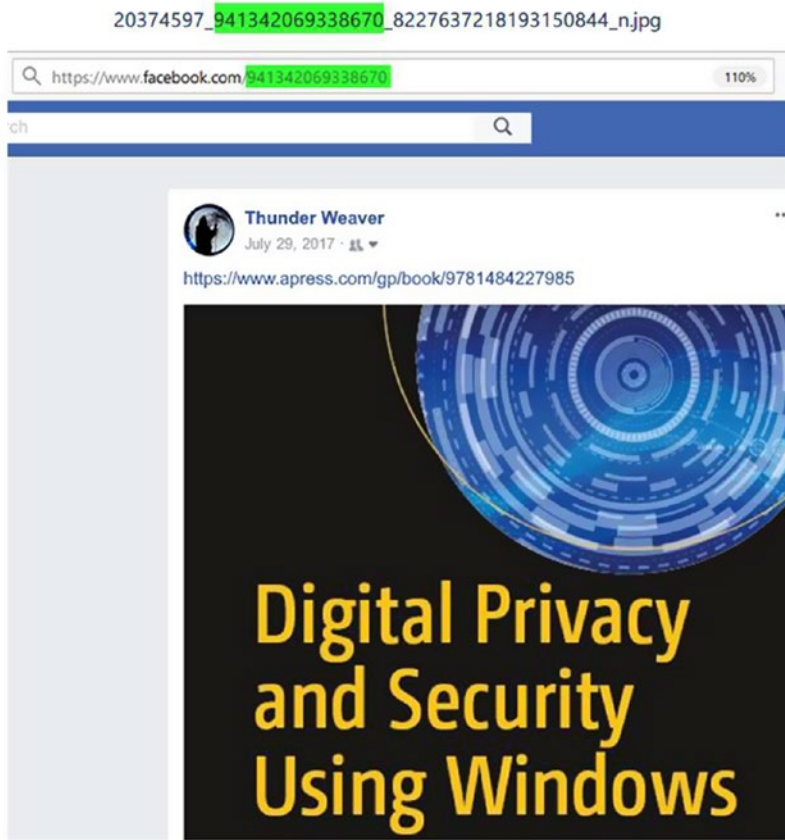 20374597_941342069338670_8227637218193150844_n.jpg
https://www.facebook.com/941342069338670 110%
rch
Thunder Weaver
July 29, 2017 ·
https://www.apress.com/gp/book/9781484227985
Digital Privacy
and Security
Using Windows